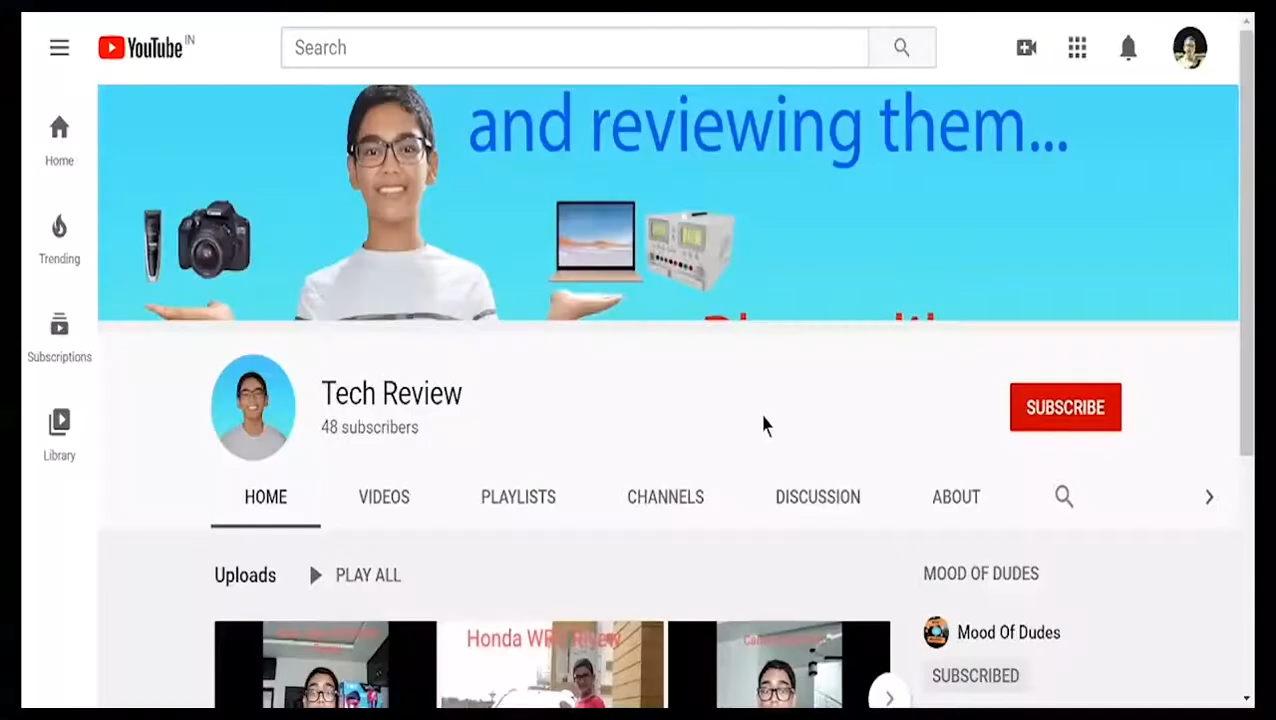 YouTube IN
Search
and reviewing them...
Home
Trending
Subscriptions
Library
Tech Review
48 subscribers
SUBSCRIBE
HOME
VIDEOS
PLAYLISTS
CHANNELS
DISCUSSION
ABOUT
Uploads
PLAY ALL
MOOD OF DUDES
Honda
Mood Of Dudes
SUBSCRIBED